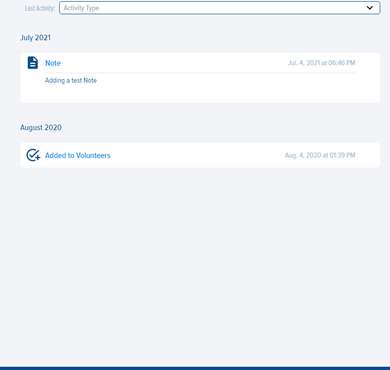 Last Activity: Activity Type
July 2021
Note Jul. 4, 2021 at 06:46 PM
Adding a test Note
August 2020
Added to Volunteers Aug. 4, 2020 at 01:39 PM